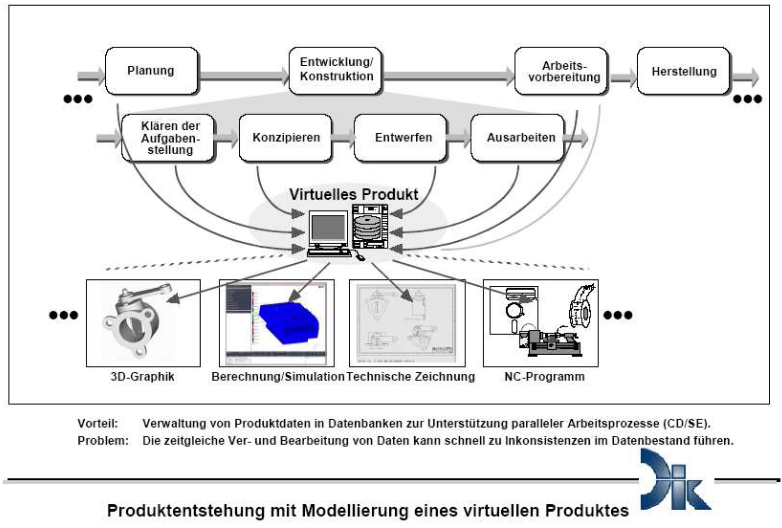 Planung
Entwicklung/
Konstruktion
Arbeits-
vorbereitung
Herstellung
Klären der
Aufgaben-
stellung
Konzipieren
Entwerfen
Ausarbeiten
Virtuelles Produkt
3D-Graphik
Berechnung/Simulation
Technische Zeichnung
NC-Programm
Vorteil: Verwaltung von Produktdaten in Datenbanken zur Unterstützung paralleler Arbeitsprozesse (CD/SE).
Problem: Die zeitgleiche Ver- und Bearbeitung von Daten kann schnell zu Inkonsistenzen im Datenbestand führen.
Dik
Produktentstehung mit Modellierung eines virtuellen Produktes